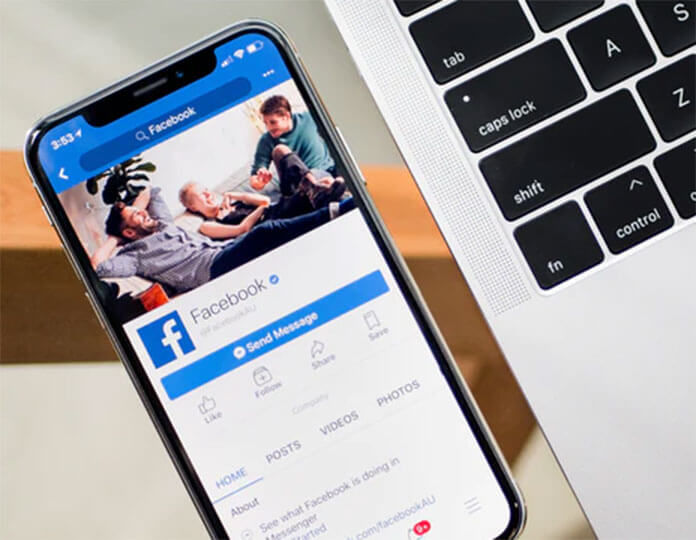 3:53
Facebook
Facebook
@FacebookAU
Send Message
Like
Follow
Share
Save
Company
HOME
POSTS
VIDEOS
PHOTOS
About
See what Facebook is doing in
Messenger
Started
.com/facebookAU
9+
tab
caps lock
shift
fn
control
A
S
Z